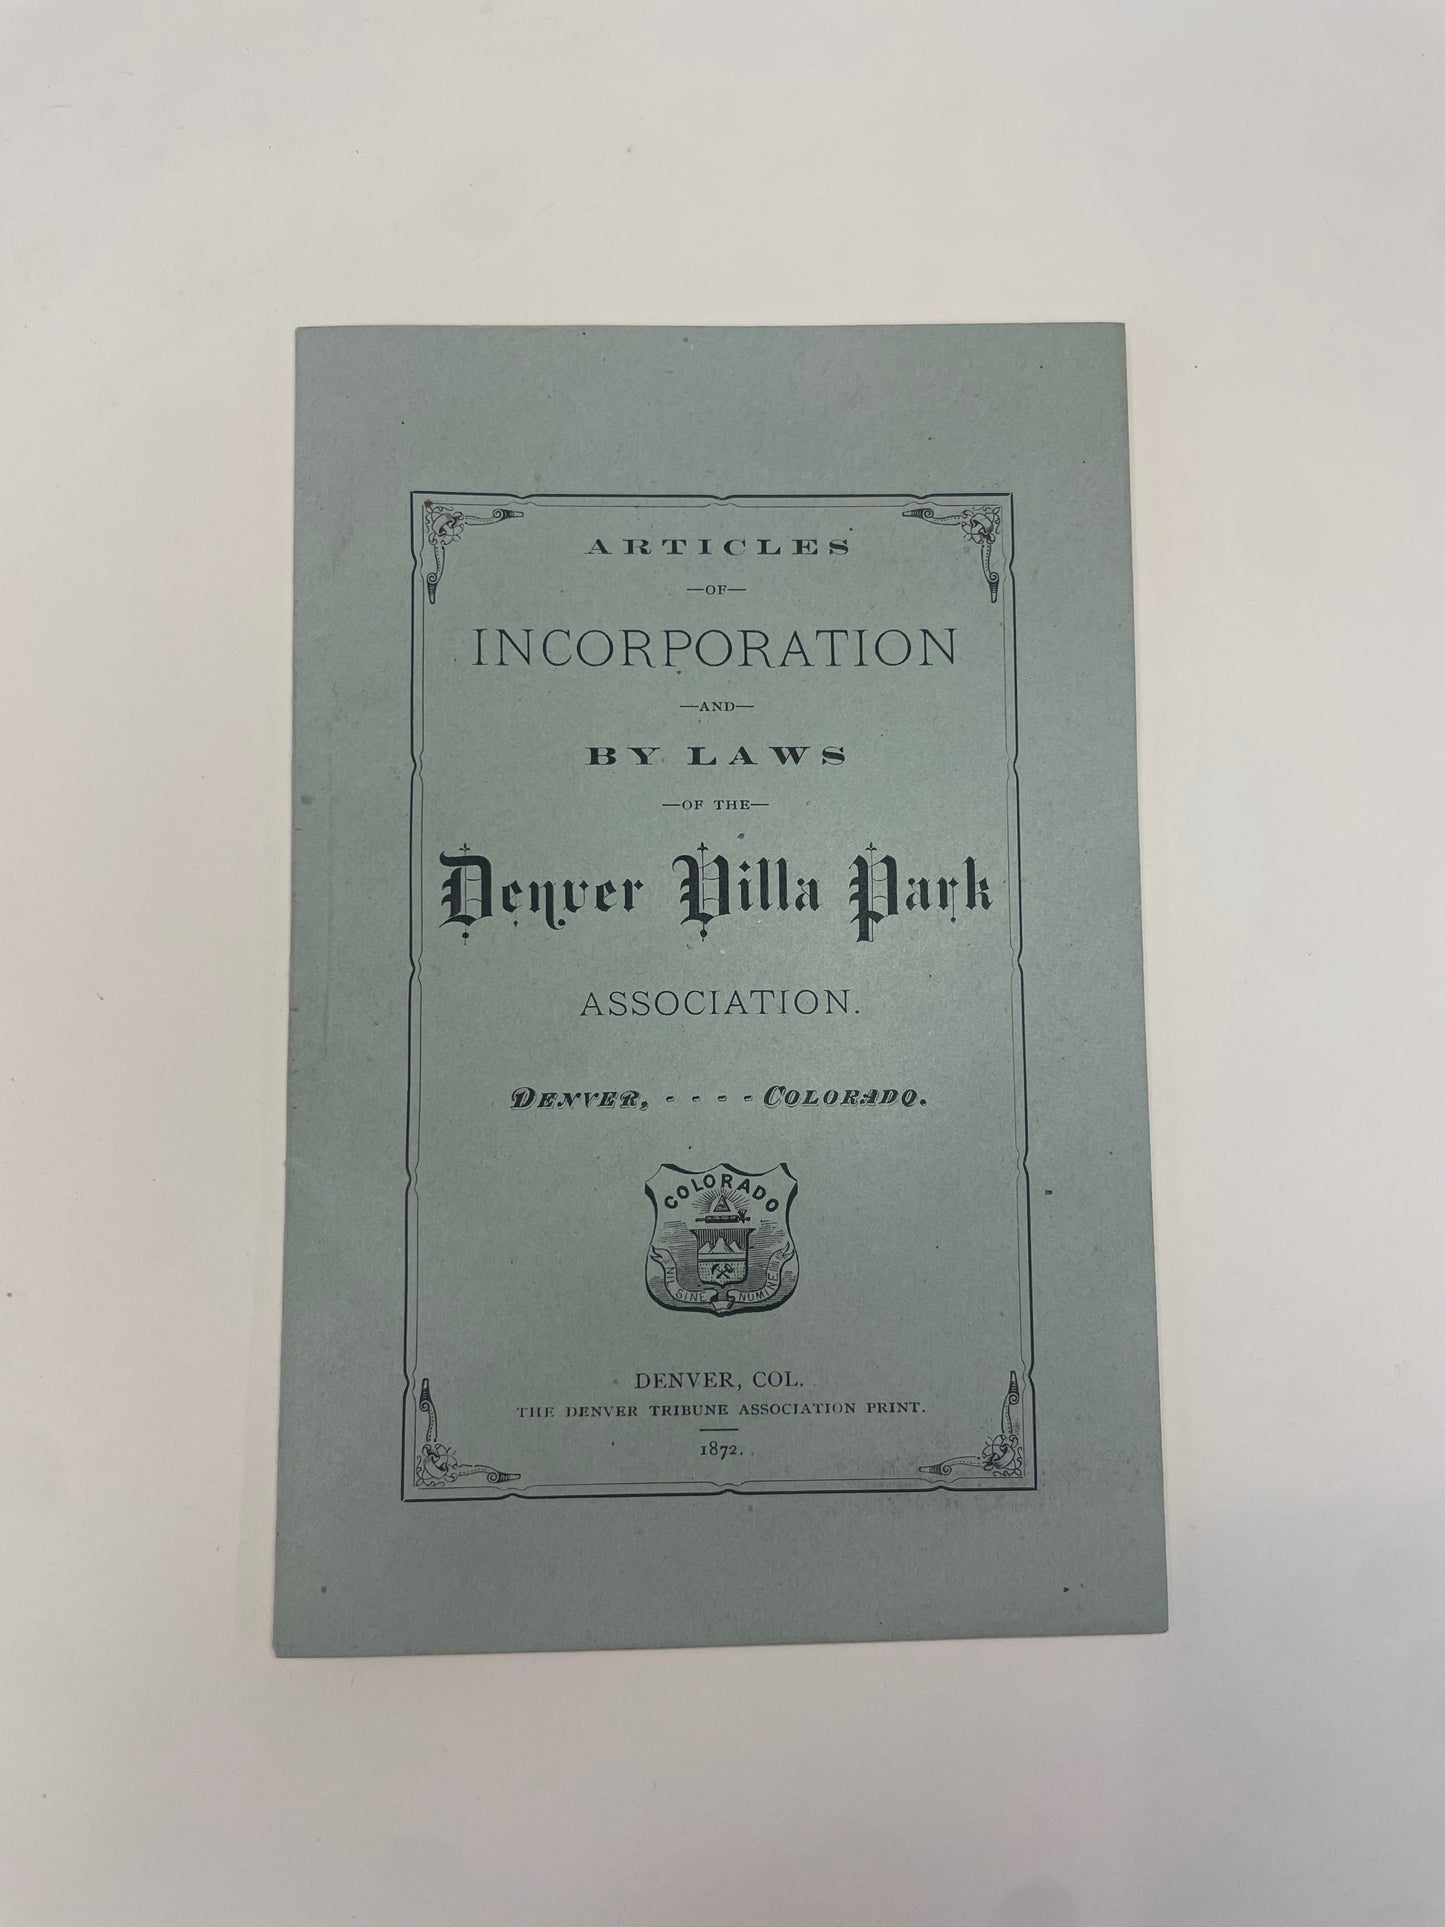 ARTICLES
—OF—
INCORPORATION
—AND—
BY LAWS
—OF THE—
Denver Villa Park
ASSOCIATION.
DENVER, - - - - COLORADO.
COLORADO
NIL SINE NUMINE
DENVER, COL.
THE DENVER TRIBUNE ASSOCIATION PRINT.
1872.